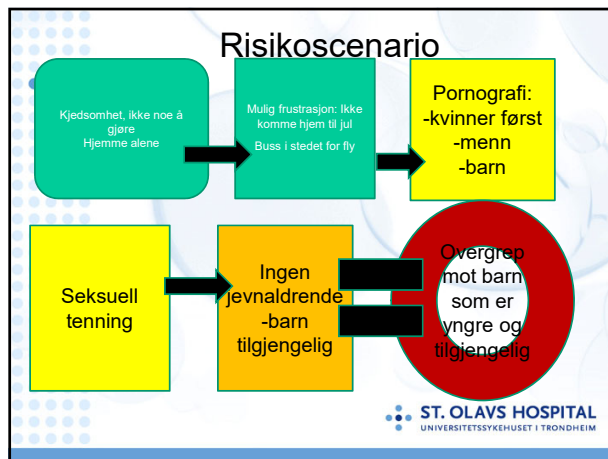 Risikoscenario
Kjedsomhet, ikke noe å
gjøre
Hjemme alene
Mulig frustrasjon: Ikke
komme hjem til jul
Buss i stedet for fly
Pornografi:
-kvinner først
-menn
-barn
Seksuell
tenning
Ingen
jevnaldrende
-barn
tilgjengelig
Overgrep
mot barn
som er
yngre og
tilgjengelig
ST. OLAVS HOSPITAL
UNIVERSITETSSYKEHUSET I TRONDHEIM